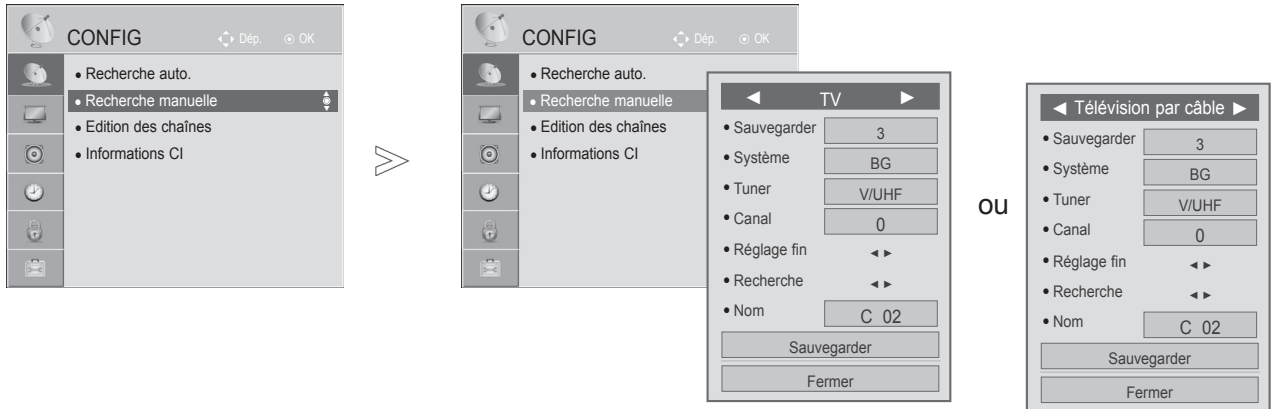 CONFIG
Dép. OK
• Recherche auto.
• Recherche manuelle
• Edition des chaînes
• Informations CI
CONFIG
Dép. OK
• Recherche auto.
• Recherche manuelle
• Edition des chaînes
• Informations CI
◄ TV ►
• Sauvegarder 3
• Système BG
• Tuner V/UHF
• Canal 0
• Réglage fin ◄ ►
• Recherche ◄ ►
• Nom C 02
Sauvegarder
Fermer
ou
◄ Télévision par câble ►
• Sauvegarder 3
• Système BG
• Tuner V/UHF
• Canal 0
• Réglage fin ◄ ►
• Recherche ◄ ►
• Nom C 02
Sauvegarder
Fermer